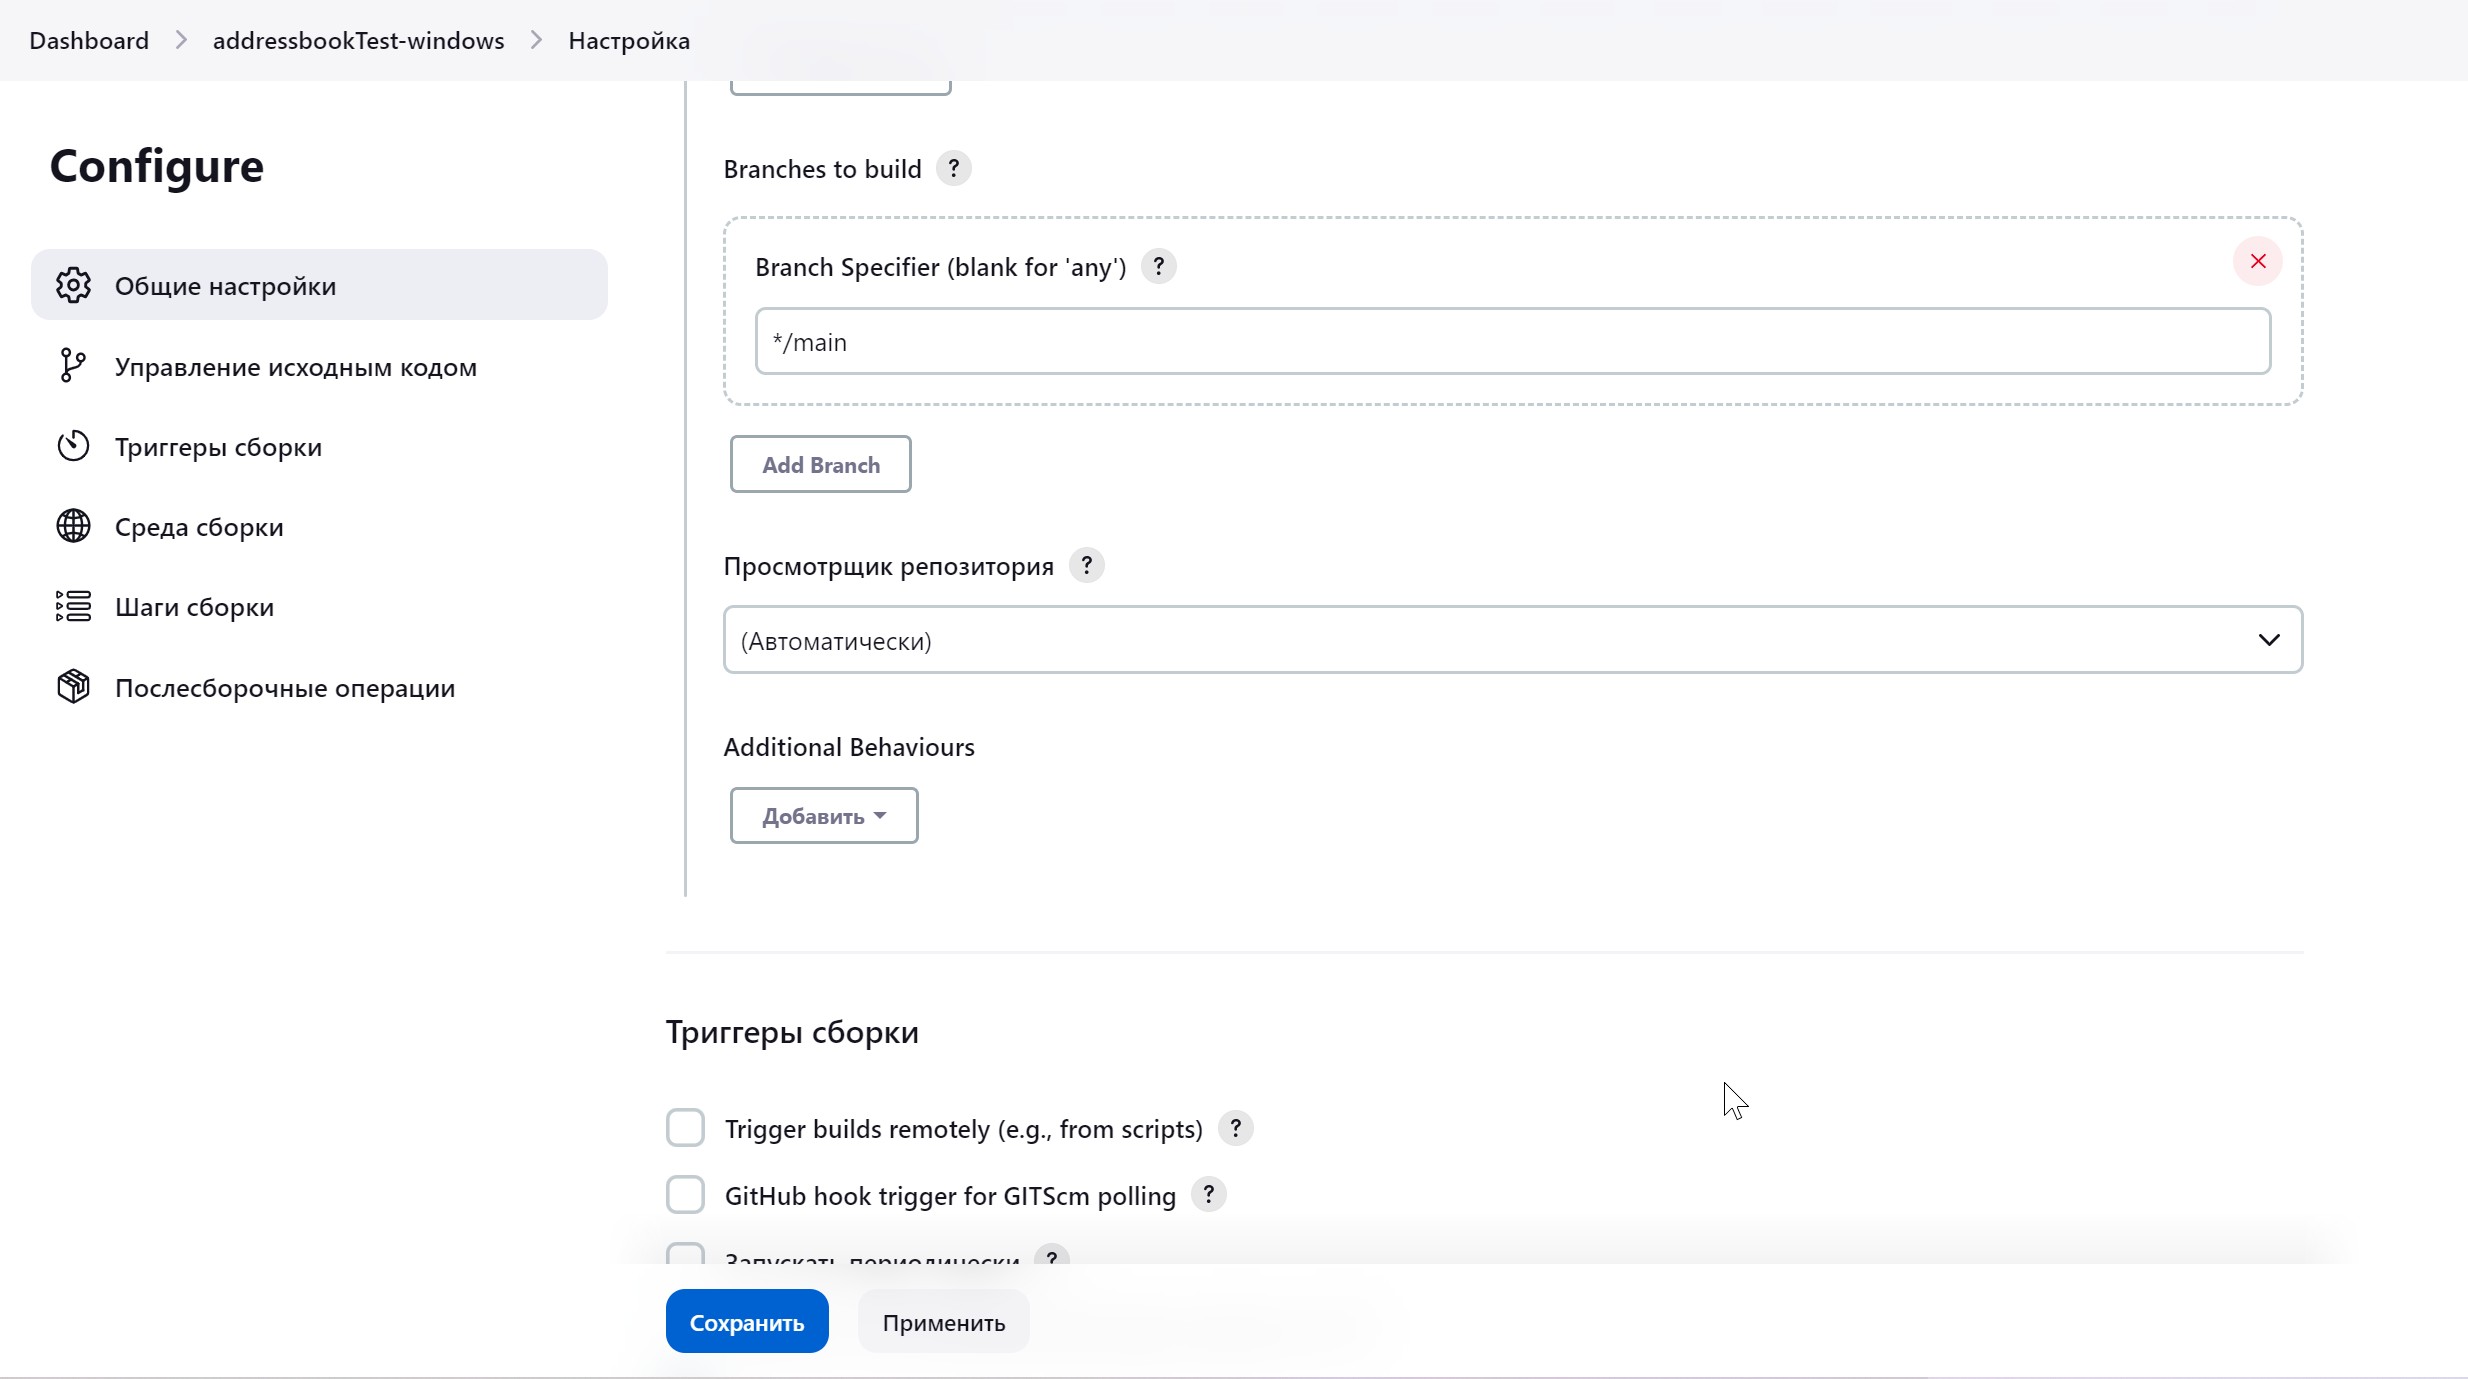 Dashboard > addressbookTest-windows > Настройка
Configure
Общие настройки
Управление исходным кодом
Триггеры сборки
Среда сборки
Шаги сборки
Послесборочные операции
Branches to build ?
Branch Specifier (blank for 'any') ?
*/main
Add Branch
Просмотрщик репозитория ?
(Автоматически)
Additional Behaviours
Добавить
Триггеры сборки
Trigger builds remotely (e.g., from scripts) ?
GitHub hook trigger for GITScm polling ?
Запускать периодически ?
Сохранить
Применить